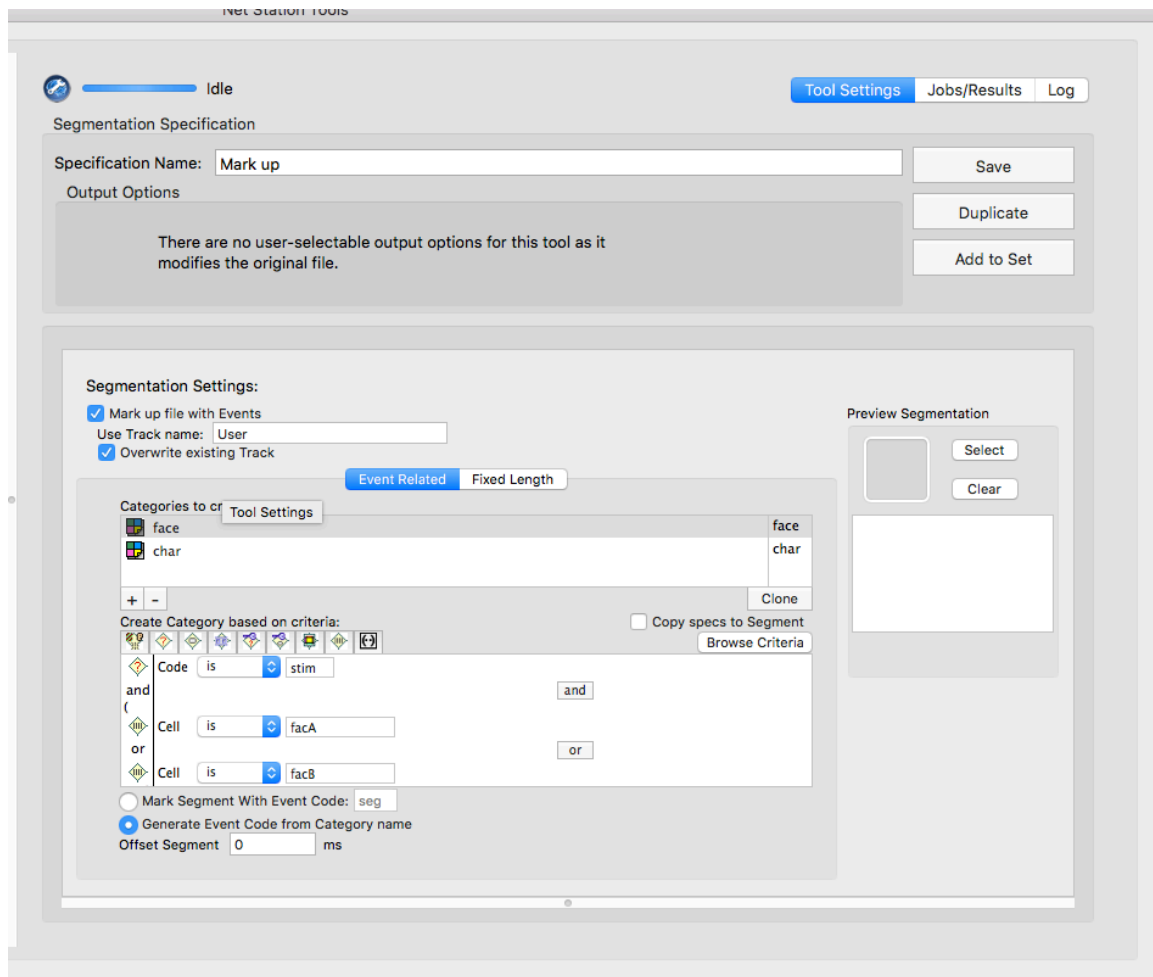 Net Station Tools
Idle
Tool Settings Jobs/Results Log
Segmentation Specification
Specification Name: Mark up
Save
Output Options
Duplicate
There are no user-selectable output options for this tool as it
modifies the original file.
Add to Set
Segmentation Settings:
Mark up file with Events
Use Track name: User
Overwrite existing Track
Preview Segmentation
Select
Clear
Event Related Fixed Length
Categories to cr
Tool Settings
face face
char char
+ - Clone
Create Category based on criteria: Copy specs to Segment
Browse Criteria
Code is stim
and and
(
Cell is facA
or or
Cell is facB
Mark Segment With Event Code: seg
Generate Event Code from Category name
Offset Segment 0 ms